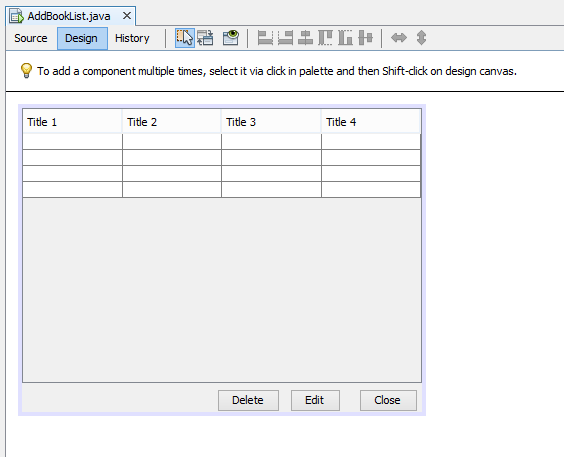 AddBookList.java
Source Design History
To add a component multiple times, select it via click in palette and then Shift-click on design canvas.
Title 1 Title 2 Title 3 Title 4
Delete Edit Close